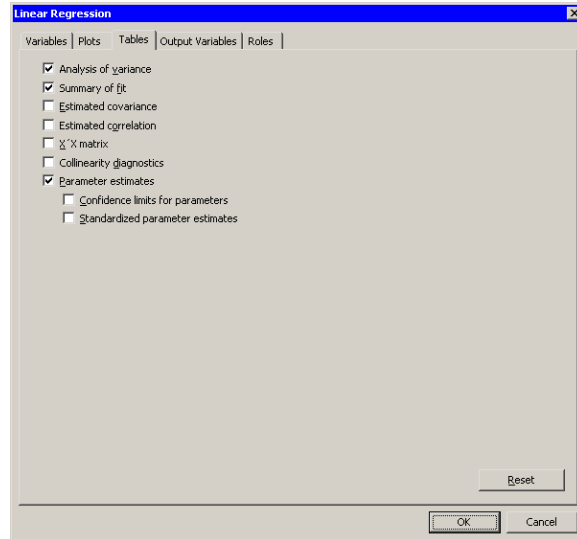 Linear Regression
Variables Plots Tables Output Variables Roles
Analysis of variance
Summary of fit
Estimated covariance
Estimated correlation
X´X matrix
Collinearity diagnostics
Parameter estimates
Confidence limits for parameters
Standardized parameter estimates
Reset
OK Cancel